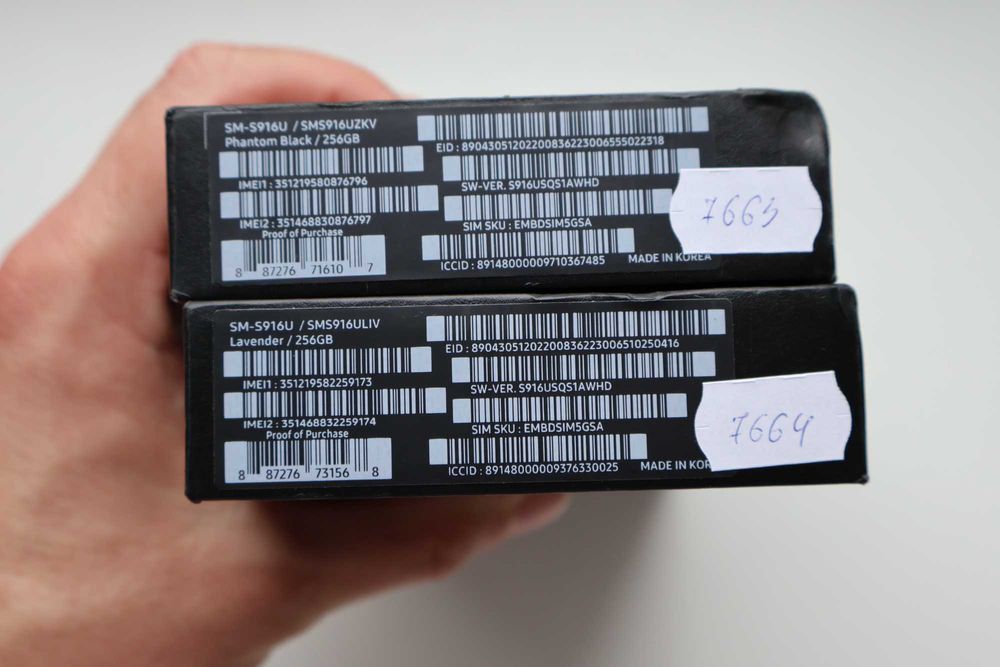 SM-S916U / SMS916UZKV
Phantom Black / 256GB
IMEI1 : 351219580876796
IMEI2 : 351468830876797
Proof of Purchase
8 87276 71610 7
EID : 89043051202200836223006555022318
SW-VER. S916USQS1AWHD
SIM SKU : EMBDSIM5GSA
ICCID : 89148000009710367485
MADE IN KOREA
7663
SM-S916U / SMS916ULIV
Lavender / 256GB
IMEI1 : 351219582259173
IMEI2 : 351468832259174
Proof of Purchase
8 87276 73156 8
EID : 89043051202200836223006510250416
SW-VER. S916USQS1AWHD
SIM SKU : EMBDSIM5GSA
ICCID : 89148000009376330025
MADE IN KOR
7664